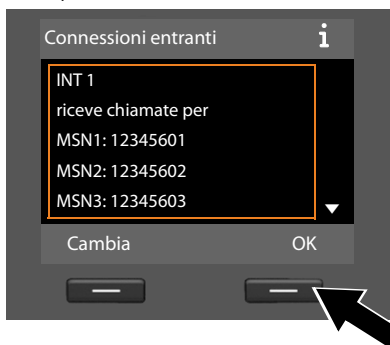 Connessioni entranti i
INT 1
riceve chiamate per
MSN1: 12345601
MSN2: 12345602
MSN3: 12345603
Cambia OK